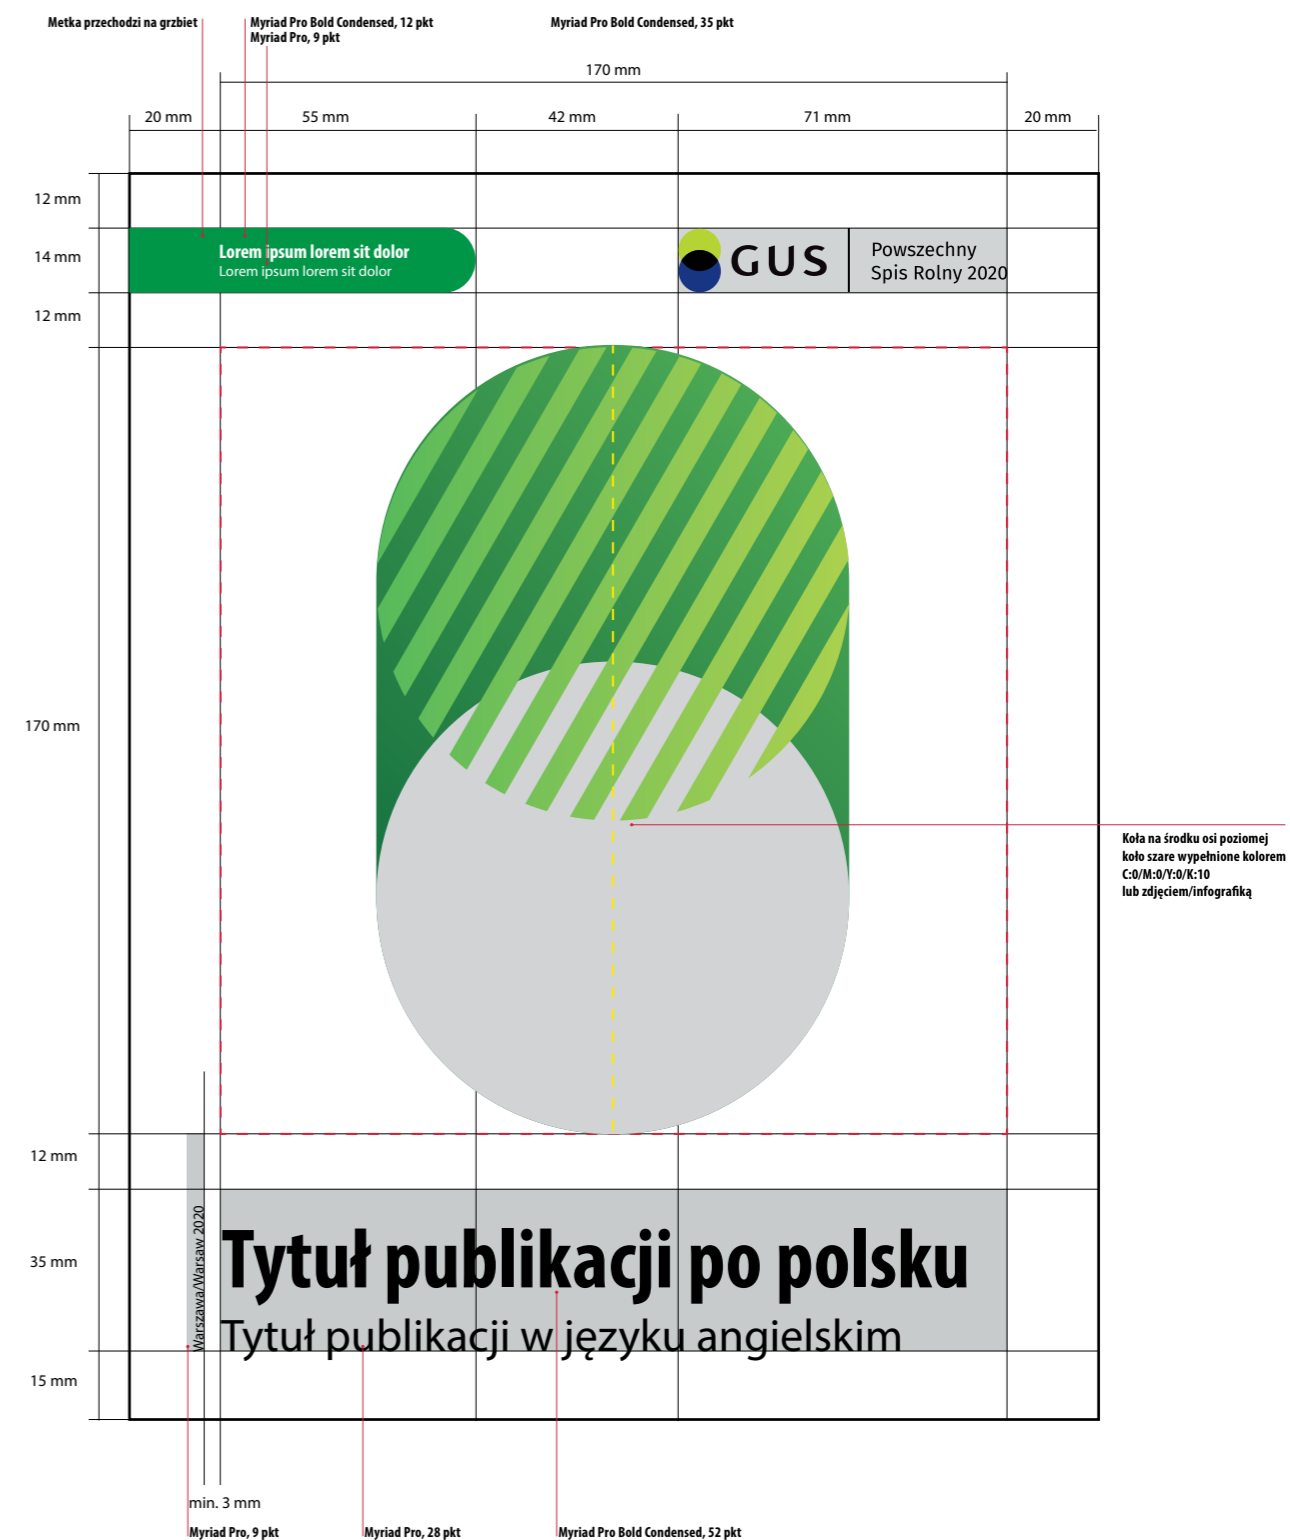 Metka przechodzi na grzbiet
Myriad Pro Bold Condensed, 12 pkt
Myriad Pro, 9 pkt
Myriad Pro Bold Condensed, 35 pkt
170 mm
20 mm
55 mm
42 mm
71 mm
20 mm
12 mm
14 mm
Lorem ipsum lorem sit dolor
Lorem ipsum lorem sit dolor
GUS
Powszechny
Spis Rolny 2020
12 mm
170 mm
Koła na środku osi poziomej
koło szare wypełnione kolorem
C:0/M:0/Y:0/K:10
lub zdjęciem/infografiką
12 mm
35 mm
Warszawa/Warsaw 2020
Tytuł publikacji po polsku
Tytuł publikacji w języku angielskim
15 mm
min. 3 mm
Myriad Pro, 9 pkt
Myriad Pro, 28 pkt
Myriad Pro Bold Condensed, 52 pkt